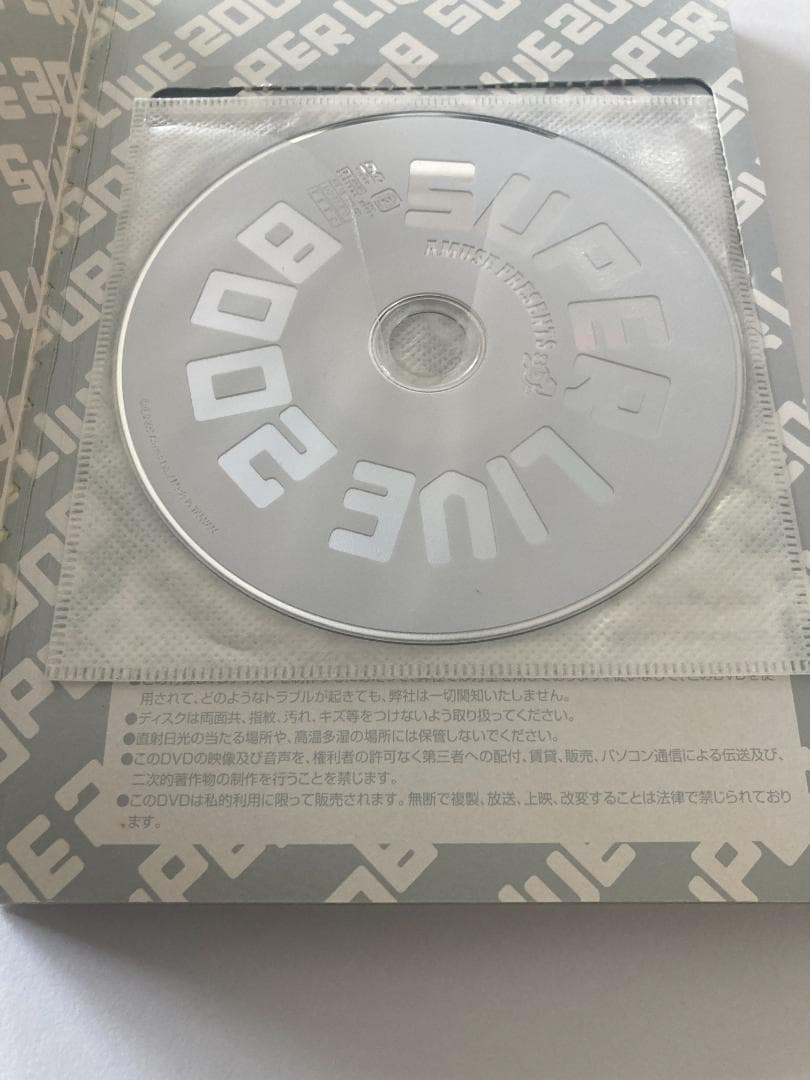 SUPER LIVE 2008
AMUSE PRESENTS
用されて、どのようなトラブルが起きても、弊社は一切関知いたしません。
●ディスクは両面共、指紋、汚れ、キズ等をつけないよう取り扱ってください。
●直射日光の当たる場所や、高温多湿の場所には保管しないでください。
●このDVDの映像及び音声を、権利者の許可なく第三者への配付、賃貸、販売、パソコン通信による伝送及び、
二次的著作物の制作を行うことを禁じます。
●このDVDは私的利用に限って販売されます。無断で複製、放送、上映、改変することは法律で禁じられており
ます。